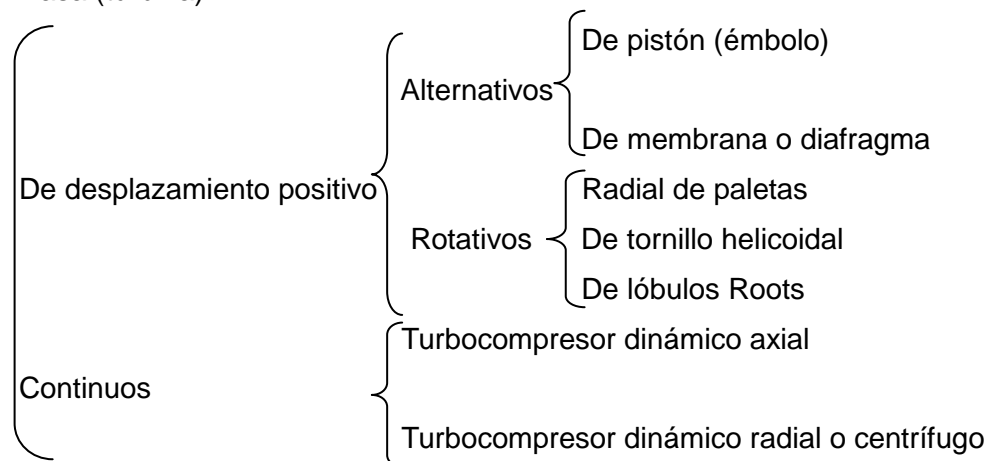 De pistón (émbolo)
Alternativos
De membrana o diafragma
De desplazamiento positivo
Radial de paletas
Rotativos
De tornillo helicoidal
De lóbulos Roots
Turbocompresor dinámico axial
Continuos
Turbocompresor dinámico radial o centrífugo